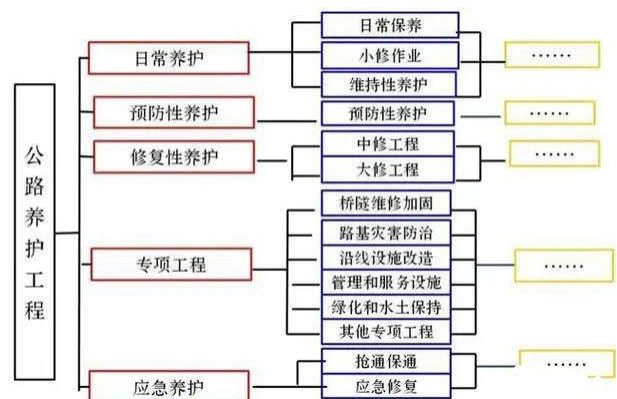 公路养护工程
日常养护
日常保养
小修作业
维持性养护
……
预防性养护
预防性养护
……
修复性养护
中修工程
大修工程
……
专项工程
桥隧维修加固
路基灾害防治
沿线设施改造
管理和服务设施
绿化和水土保持
其他专项工程
……
应急养护
抢通保通
应急修复
……